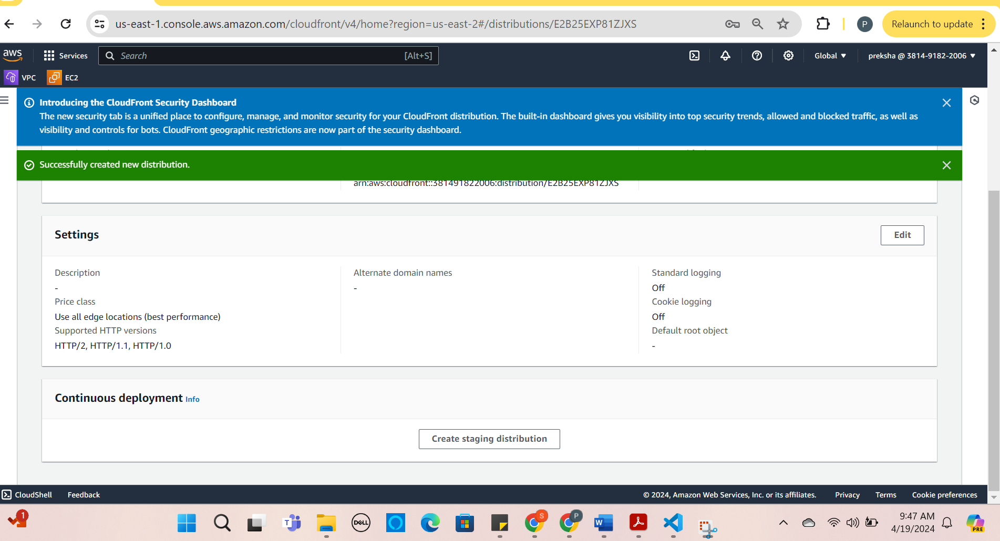 us-east-1.console.aws.amazon.com/cloudfront/v4/home?region=us-east-2#/distributions/E2B25EXP81ZJXS
P
Relaunch to update
aws
Services
Search
[Alt+S]
Global
preksha @ 3814-9182-2006
VPC
EC2
Introducing the CloudFront Security Dashboard
The new security tab is a unified place to configure, manage, and monitor security for your CloudFront distribution. The built-in dashboard gives you visibility into top security trends, allowed and blocked traffic, as well as
visibility and controls for bots. CloudFront geographic restrictions are now part of the security dashboard.
Successfully created new distribution.
arn:aws:cloudfront::381491822006:distribution/E2B25EXP81ZJXS
Settings
Edit
Description
-
Price class
Use all edge locations (best performance)
Supported HTTP versions
HTTP/2, HTTP/1.1, HTTP/1.0
Alternate domain names
-
Standard logging
Off
Cookie logging
Off
Default root object
-
Continuous deployment Info
Create staging distribution
CloudShell
Feedback
© 2024, Amazon Web Services, Inc. or its affiliates.
Privacy
Terms
Cookie preferences
1
T
DELL
S
P
W
9:47 AM
4/19/2024
PRE